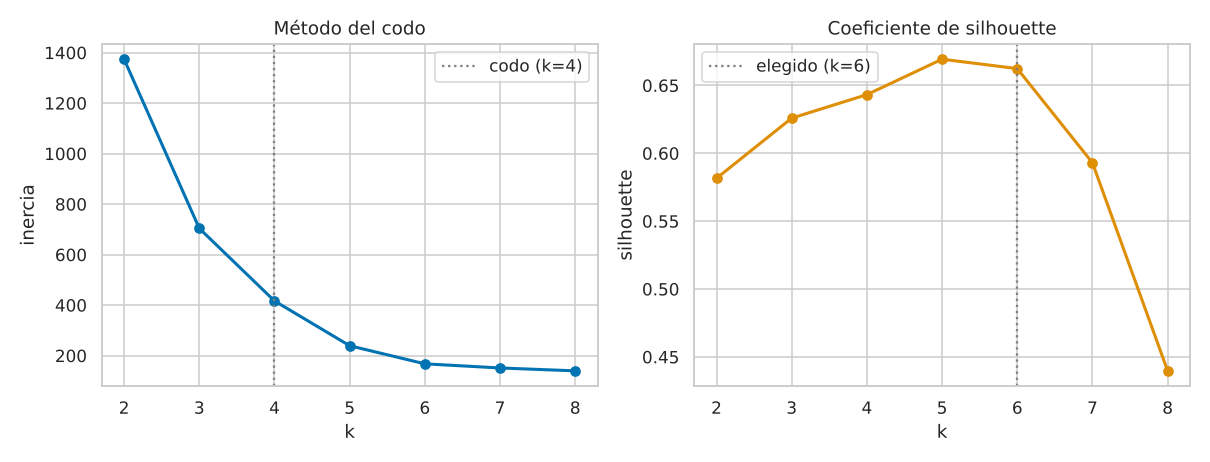 Método del codo
codo (k=4)
1400
1200
1000
800
600
400
200
inercia
2 3 4 5 6 7 8
k
Coeficiente de silhouette
elegido (k=6)
0.65
0.60
0.55
0.50
0.45
silhouette
2 3 4 5 6 7 8
k